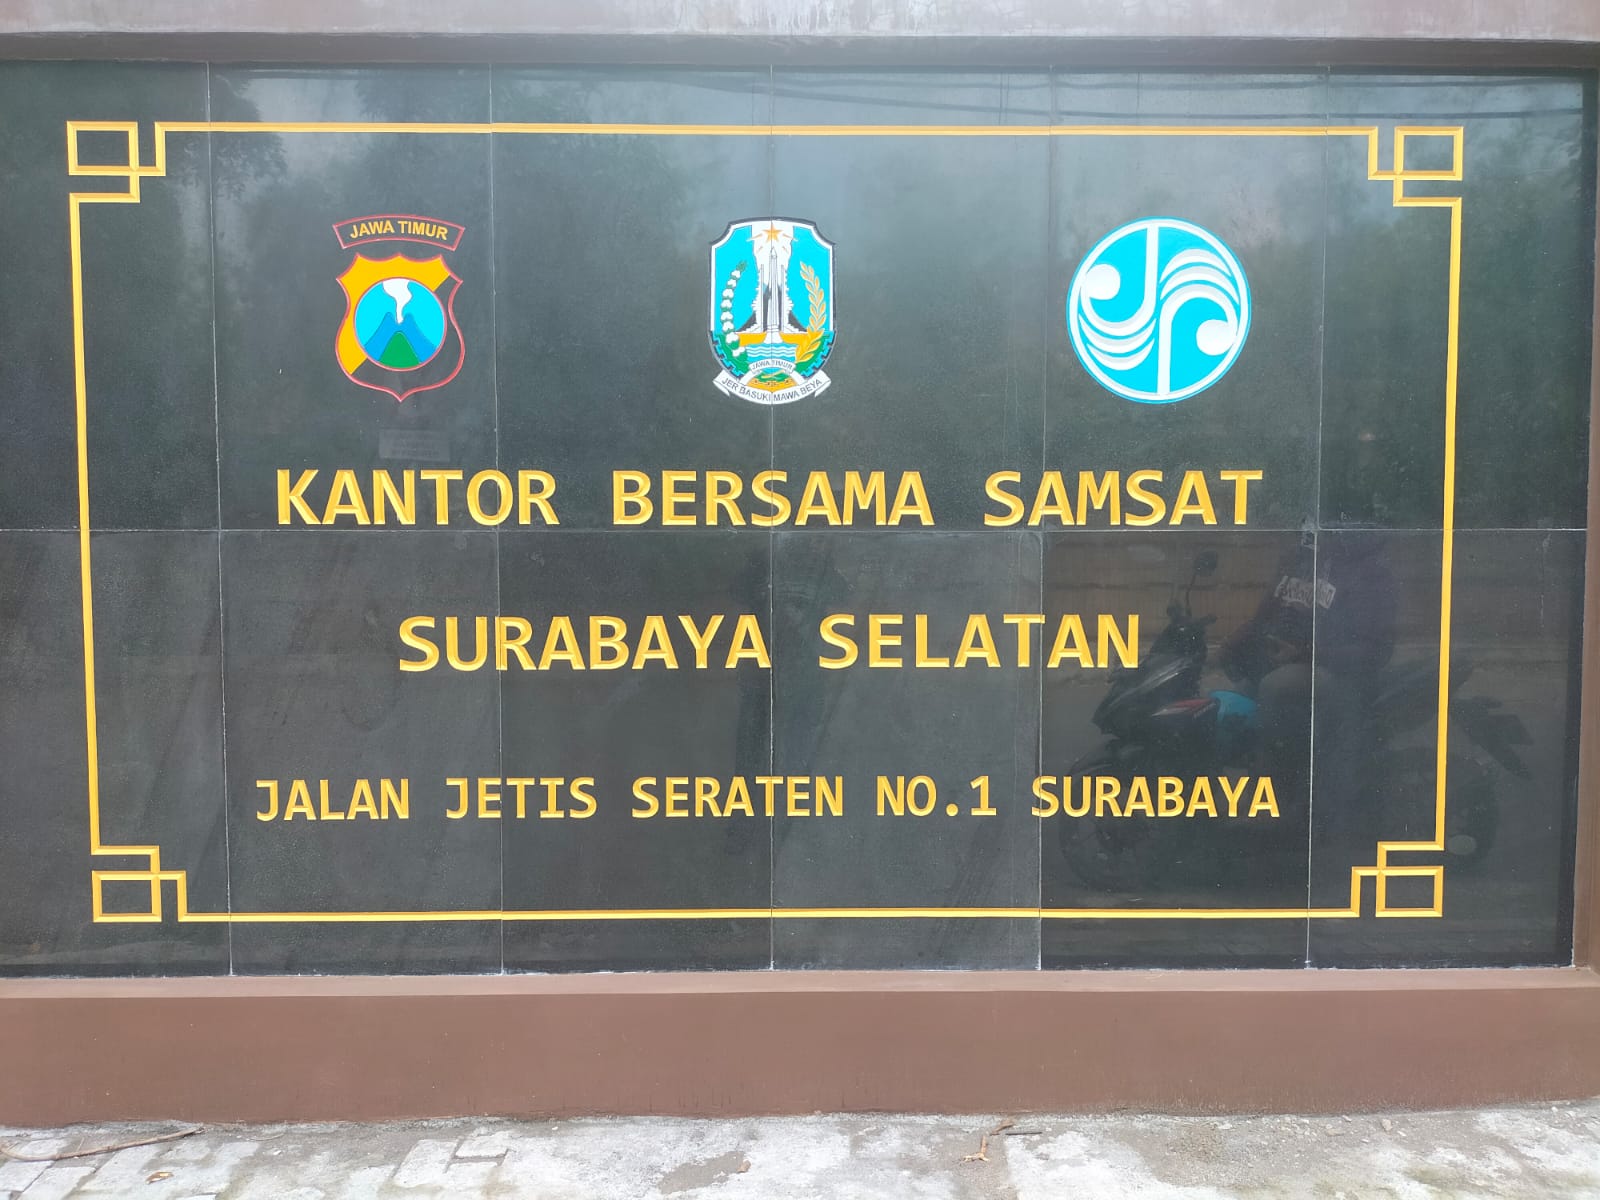 JAWA TIMUR
JAWA TIMUR
JER BASUKI MAWA BEYA
KANTOR BERSAMA SAMSAT
SURABAYA SELATAN
JALAN JETIS SERATEN NO.1 SURABAYA